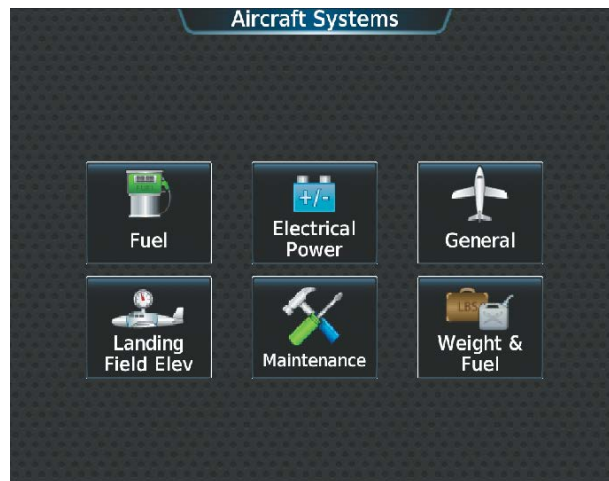 Aircraft Systems
Fuel
Electrical
Power
General
Landing
Field Elev
Maintenance
LBS
Weight &
Fuel